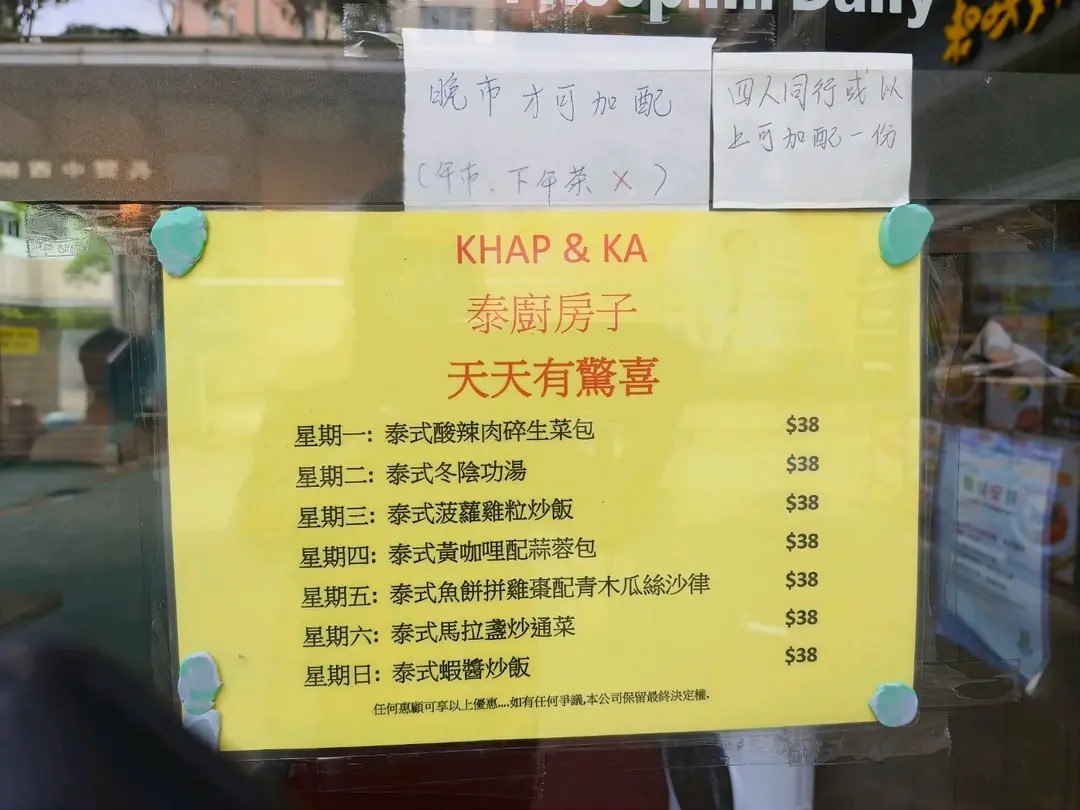 Daily
晚市才可加配
(午市、下午茶 X )
四人同行或以
上可加配一份
KHAP & KA
泰廚房子
天天有驚喜
星期一: 泰式酸辣肉碎生菜包 $38
星期二: 泰式冬陰功湯 $38
星期三: 泰式菠蘿雞粒炒飯 $38
星期四: 泰式黃咖哩配蒜蓉包 $38
星期五: 泰式魚餅拼雞棗配青木瓜絲沙律 $38
星期六: 泰式馬拉盞炒通菜 $38
星期日: 泰式蝦醬炒飯 $38
任何惠顧可享以上優惠....如有任何爭議,本公司保留最終決定權.